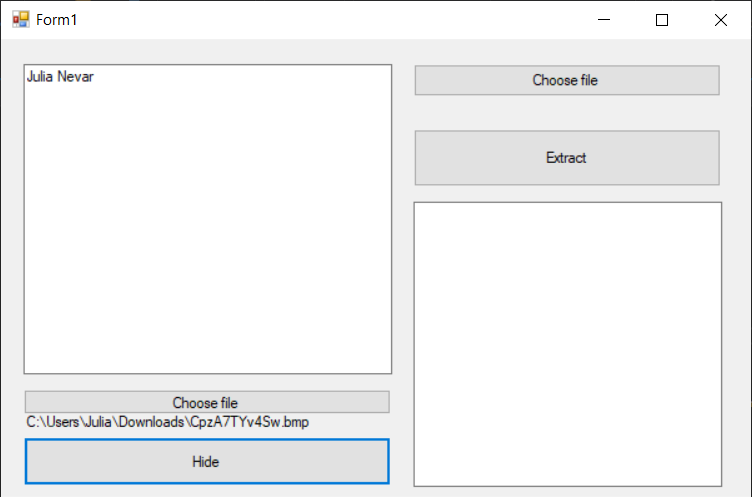 Form1
Julia Nevar
Choose file
C:\Users\Julia\Downloads\CpzA7TYv4Sw.bmp
Hide
Choose file
Extract